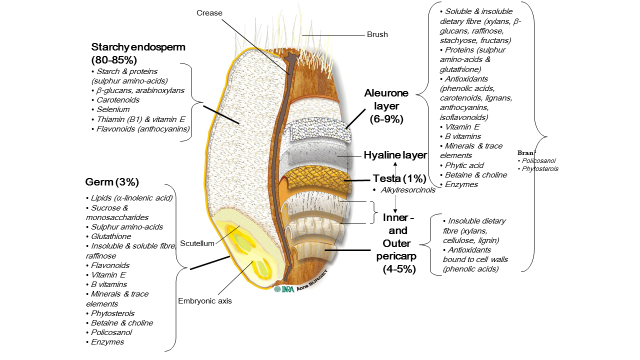 Crease
Brush
Starchy endosperm
(80-85%)
• Starch & proteins
(sulphur amino-acids)
• β-glucans, arabinoxylans
• Carotenoids
• Selenium
• Thiamin (B1) & vitamin E
• Flavonoids (anthocyanins)
Germ (3%)
• Lipids (α-linolenic acid)
• Sucrose &
monosaccharides
• Sulphur amino-acids
• Glutathione
• Insoluble & soluble fibre,
raffinose
• Flavonoids
• Vitamin E
• B vitamins
• Minerals & trace
elements
• Phytosterols
• Betaine & choline
• Policosanol
• Enzymes
Scutellum
Embryonic axis
Aleurone
layer
(6-9%)
Hyaline layer
Testa (1%)
• Alkylresorcinols
Inner -
and
Outer
pericarp
(4-5%)
• Soluble & insoluble
dietary fibre (xylans, β-
glucans, raffinose,
stachyose, fructans)
• Proteins (sulphur
amino-acids &
glutathione)
• Antioxidants
(phenolic acids,
carotenoids, lignans,
anthocyanins,
isoflavonoids)
• Vitamin E
• B vitamins
• Minerals & trace
elements
• Phytic acid
• Betaine & choline
• Enzymes
• Insoluble dietary
fibre (xylans,
cellulose, lignin)
• Antioxidants
bound to cell walls
(phenolic acids)
Bran
• Policosanol
• Phytosterols
INRA